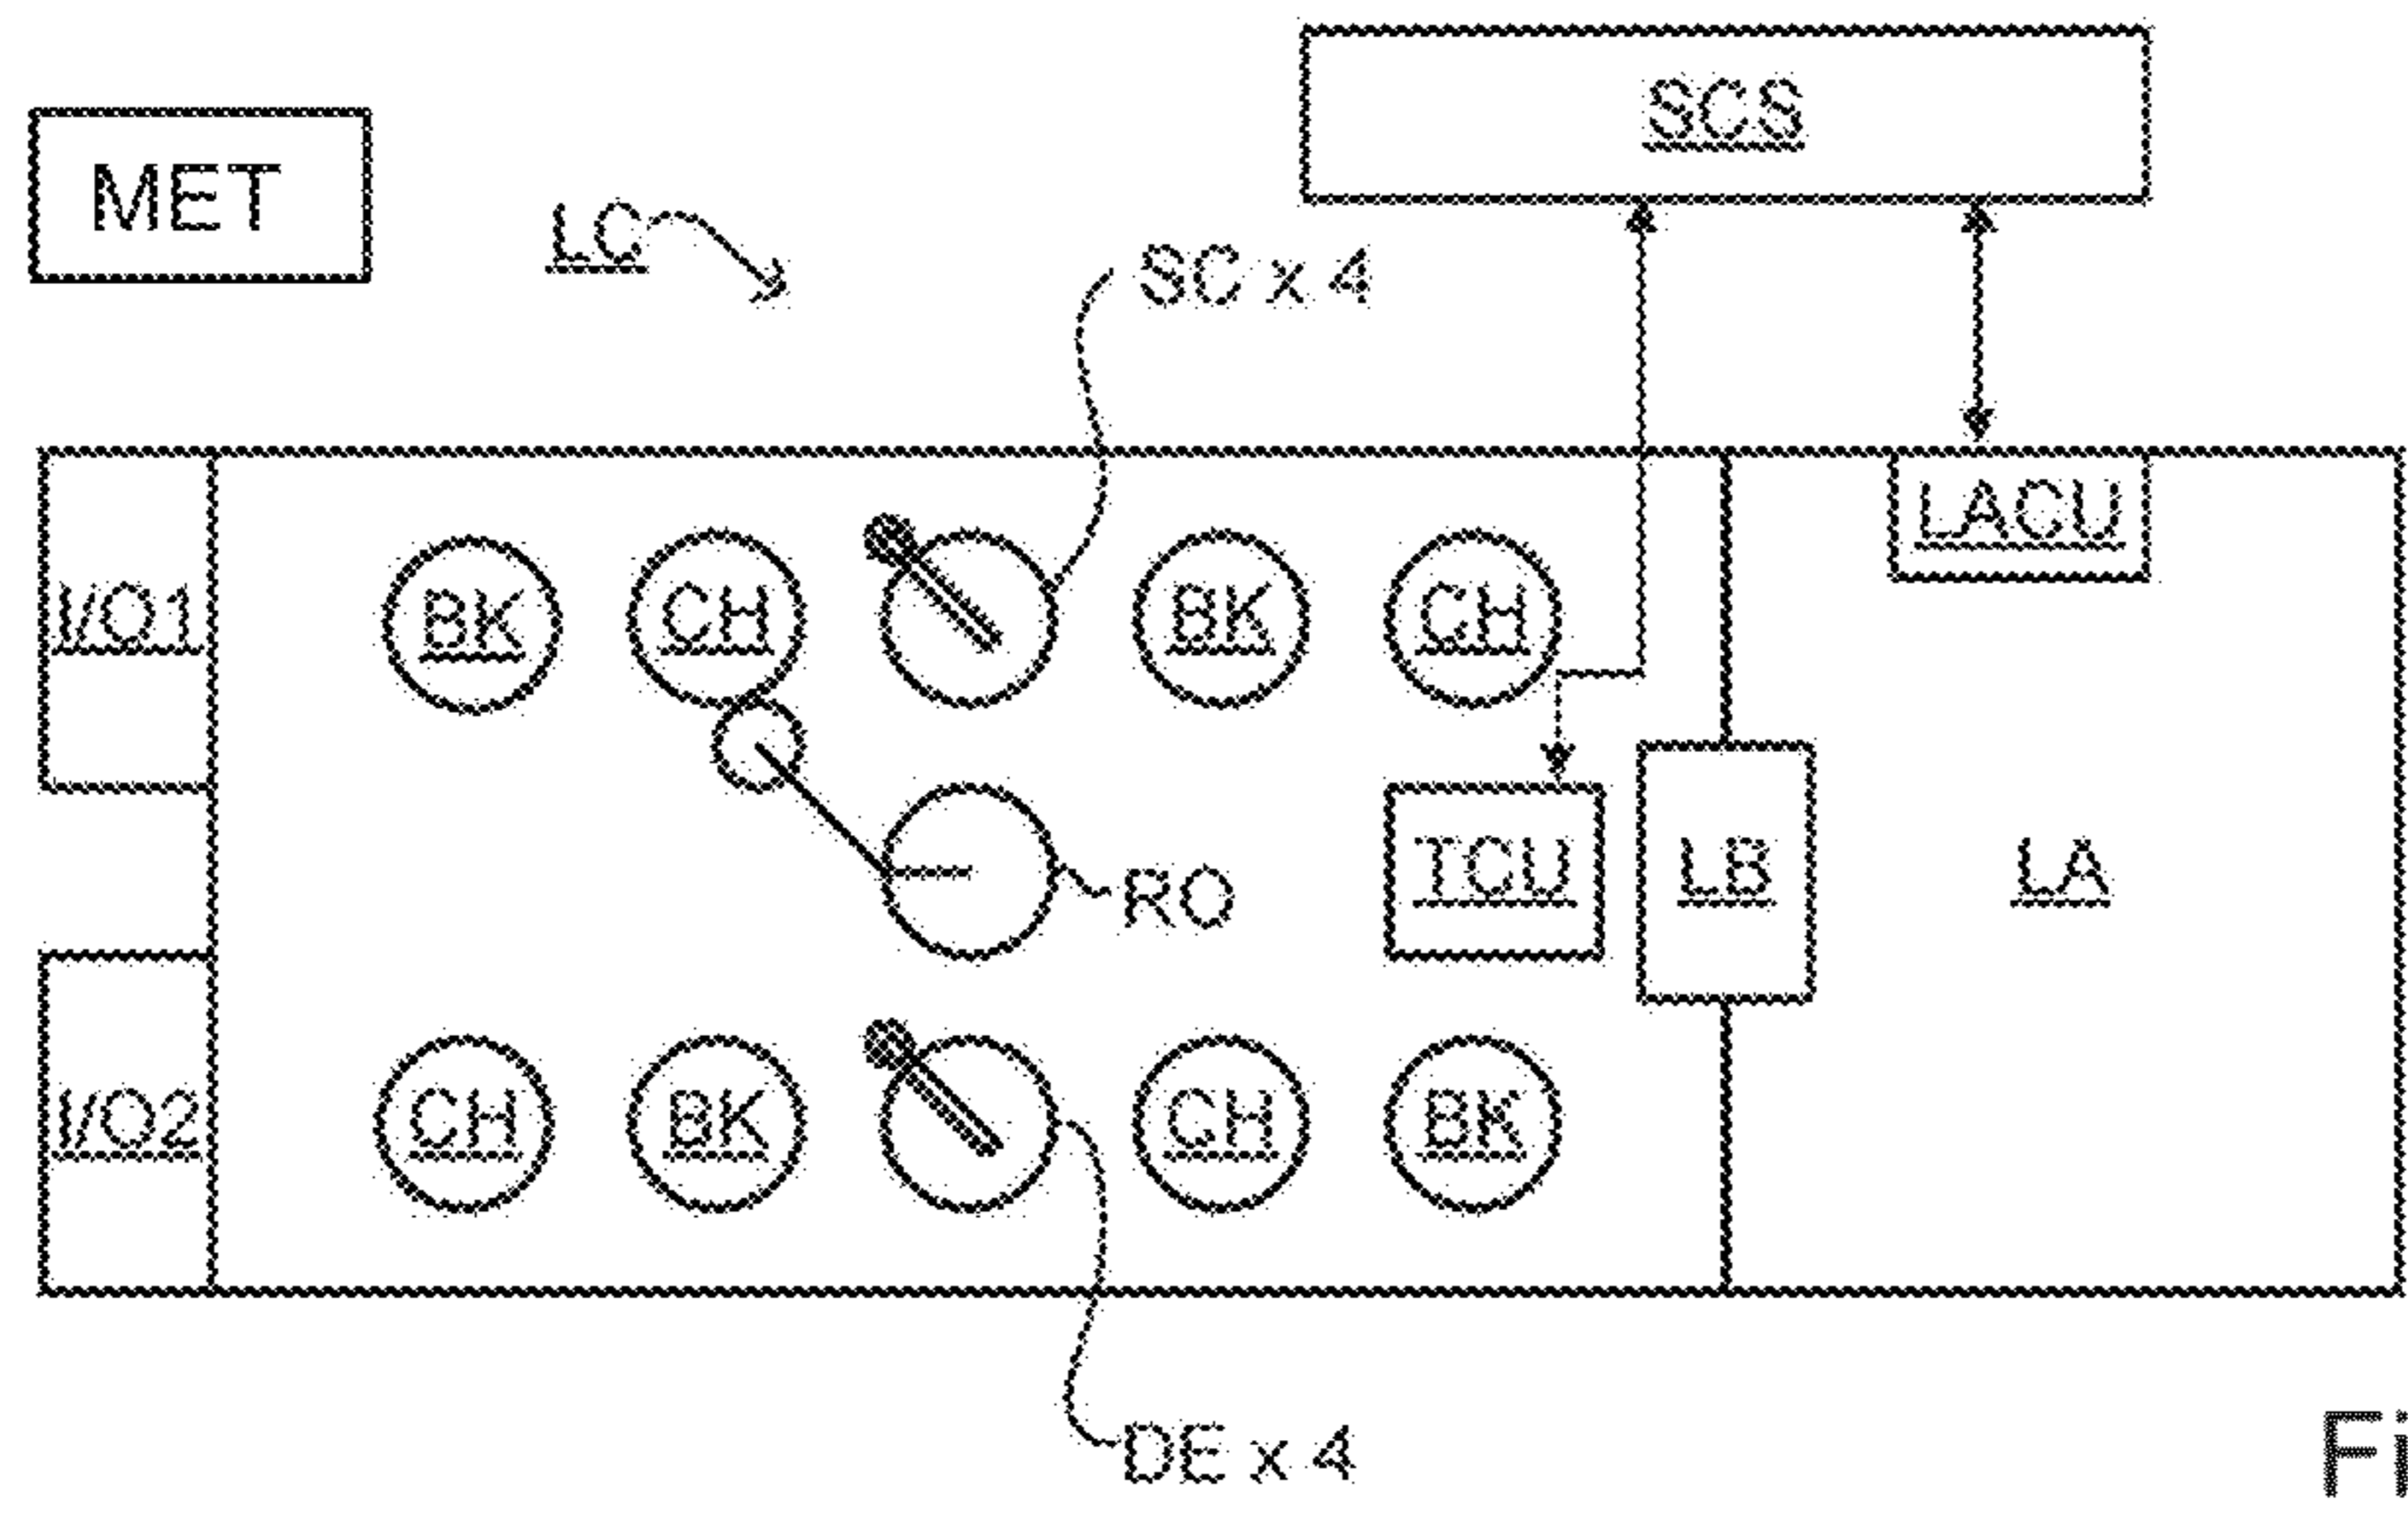 SCS
MET
LC
SC x 4
LACU
I/O1
BK
CH
BK
CH
TCU
LB
LA
RO
I/O2
CH
BK
CH
BK
DE x 4
Fi